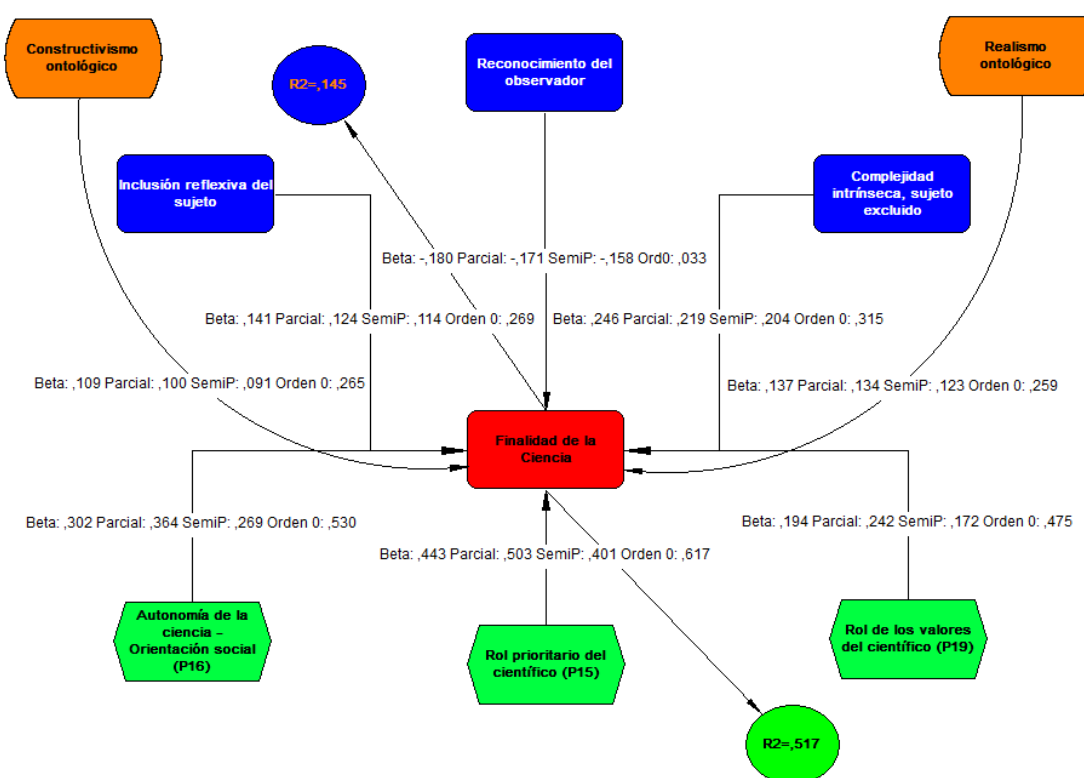 Constructivismo
ontológico
R2=,145
Reconocimiento del
observador
Realismo
ontológico
Inclusión reflexiva del
sujeto
Complejidad
intrínseca, sujeto
excluido
Beta: -,180 Parcial: -,171 SemiP: -,158 Ord0: ,033
Beta: ,141 Parcial: ,124 SemiP: ,114 Orden 0: ,269
Beta: ,246 Parcial: ,219 SemiP: ,204 Orden 0: ,315
Beta: ,109 Parcial: ,100 SemiP: ,091 Orden 0: ,265
Beta: ,137 Parcial: ,134 SemiP: ,123 Orden 0: ,259
Finalidad de la
Ciencia
Beta: ,302 Parcial: ,364 SemiP: ,269 Orden 0: ,530
Beta: ,194 Parcial: ,242 SemiP: ,172 Orden 0: ,475
Beta: ,443 Parcial: ,503 SemiP: ,401 Orden 0: ,617
Autonomía de la
ciencia –
Orientación social
(P16)
Rol prioritario del
científico (P15)
Rol de los valores
del científico (P19)
R2=,517